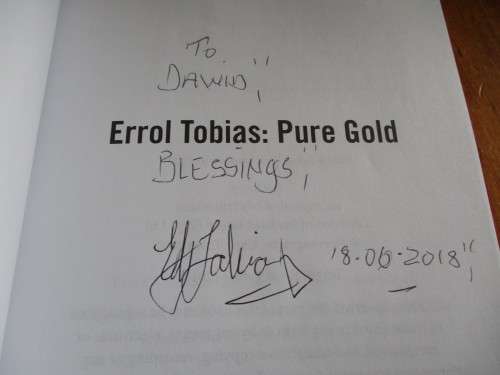 To
DAWID,"
Errol Tobias: Pure Gold
BLESSINGS,"
18.06.2018",